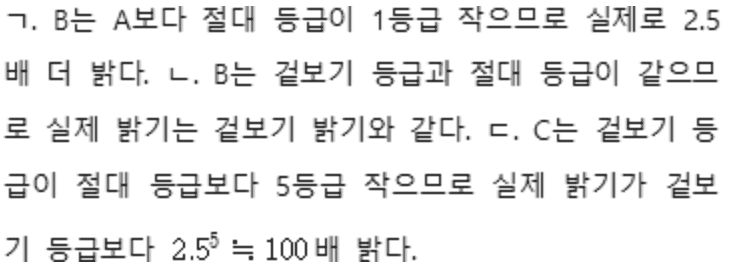 ㄱ. B는 A보다 절대 등급이 1등급 작으므로 실제로 2.5
배 더 밝다. ㄴ. B는 겉보기 등급과 절대 등급이 같으므
로 실제 밝기는 겉보기 밝기와 같다. ㄷ. C는 겉보기 등
급이 절대 등급보다 5등급 작으므로 실제 밝기가 겉보
기 등급보다 2.5⁵ ≒ 100배 밝다.